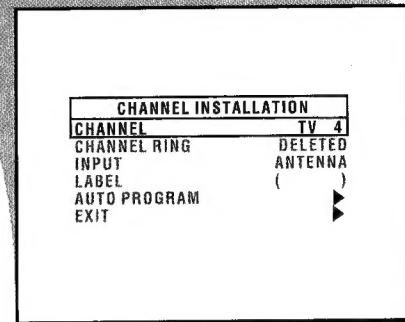 CHANNEL INSTALLATION
CHANNEL TV 4
CHANNEL RING DELETED
INPUT ANTENNA
LABEL ( )
AUTO PROGRAM ▶
EXIT ▶